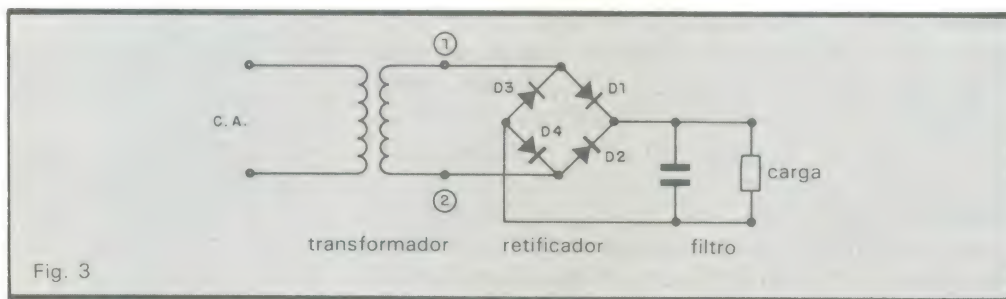 ①
D3
D1
C.A.
D4
D2
carga
②
transformador
retificador
filtro
Fig. 3